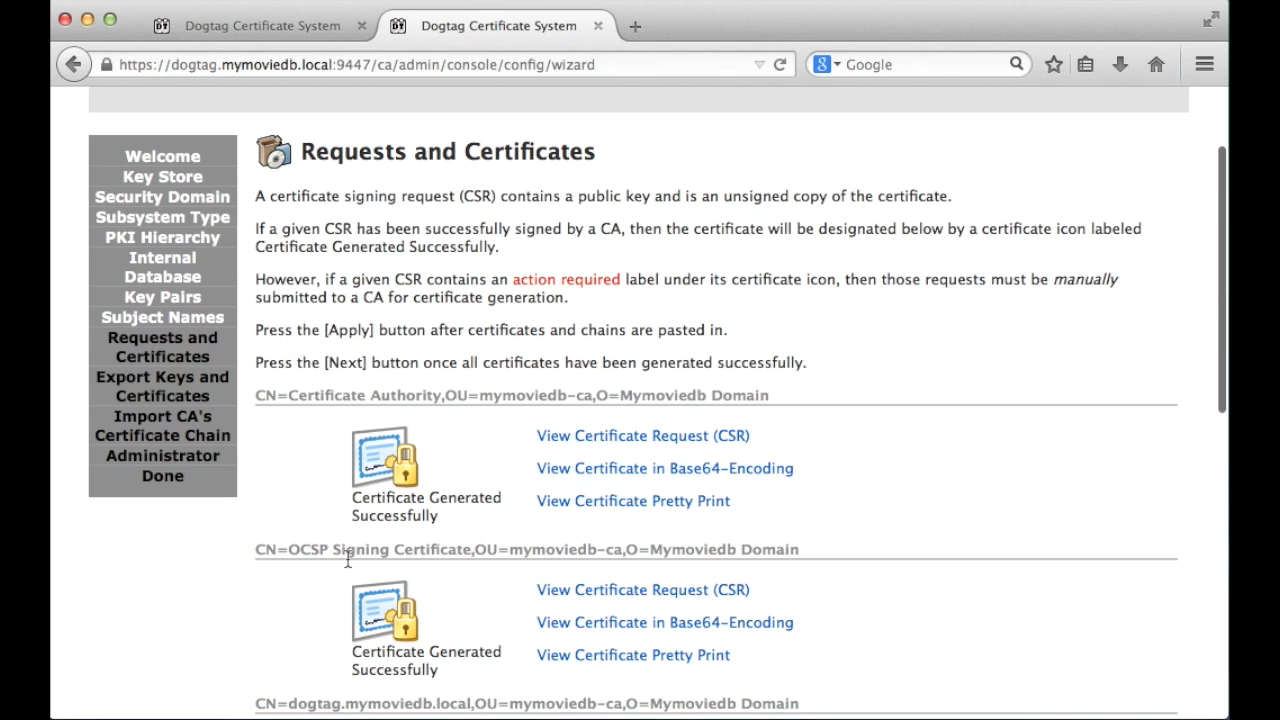 Dogtag Certificate System
Dogtag Certificate System
https://dogtag.mymoviedb.local:9447/ca/admin/console/config/wizard
Google
Welcome
Key Store
Security Domain
Subsystem Type
PKI Hierarchy
Internal
Database
Key Pairs
Subject Names
Requests and
Certificates
Export Keys and
Certificates
Import CA's
Certificate Chain
Administrator
Done
Requests and Certificates
A certificate signing request (CSR) contains a public key and is an unsigned copy of the certificate.
If a given CSR has been successfully signed by a CA, then the certificate will be designated below by a certificate icon labeled
Certificate Generated Successfully.
However, if a given CSR contains an action required label under its certificate icon, then those requests must be manually
submitted to a CA for certificate generation.
Press the [Apply] button after certificates and chains are pasted in.
Press the [Next] button once all certificates have been generated successfully.
CN=Certificate Authority,OU=mymoviedb-ca,O=Mymoviedb Domain
View Certificate Request (CSR)
View Certificate in Base64-Encoding
View Certificate Pretty Print
Certificate Generated
Successfully
CN=OCSP Signing Certificate,OU=mymoviedb-ca,O=Mymoviedb Domain
View Certificate Request (CSR)
View Certificate in Base64-Encoding
View Certificate Pretty Print
Certificate Generated
Successfully
CN=dogtag.mymoviedb.local,OU=mymoviedb-ca,O=Mymoviedb Domain